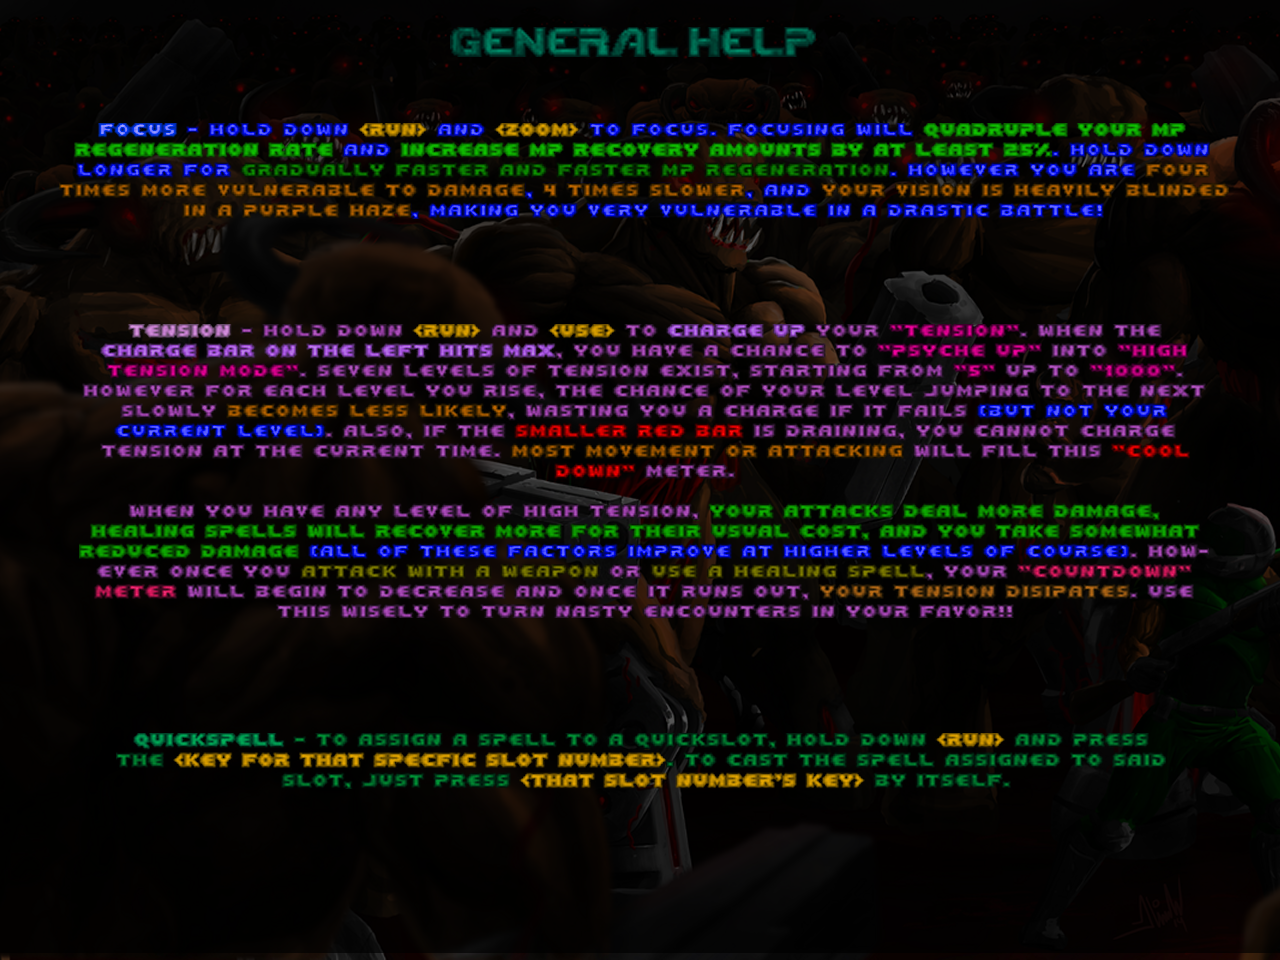 GENERAL HELP
FOCUS - HOLD DOWN <RUN> AND <ZOOM> TO FOCUS. FOCUSING WILL QUADRUPLE YOUR MP
REGENERATION RATE AND INCREASE MP RECOVERY AMOUNTS BY AT LEAST 25%. HOLD DOWN
LONGER FOR GRADUALLY FASTER AND FASTER MP REGENERATION. HOWEVER YOU ARE FOUR
TIMES MORE VULNERABLE TO DAMAGE, 4 TIMES SLOWER, AND YOUR VISION IS HEAVILY BLINDED
IN A PURPLE HAZE, MAKING YOU VERY VULNERABLE IN A DRASTIC BATTLE!
TENSION - HOLD DOWN <RUN> AND <USE> TO CHARGE UP YOUR "TENSION". WHEN THE
CHARGE BAR ON THE LEFT HITS MAX, YOU HAVE A CHANCE TO "PSYCHE UP" INTO "HIGH
TENSION MODE". SEVEN LEVELS OF TENSION EXIST, STARTING FROM "5" UP TO "1000".
HOWEVER FOR EACH LEVEL YOU RISE, THE CHANCE OF YOUR LEVEL JUMPING TO THE NEXT
SLOWLY BECOMES LESS LIKELY, WASTING YOU A CHARGE IF IT FAILS (BUT NOT YOUR
CURRENT LEVEL). ALSO, IF THE SMALLER RED BAR IS DRAINING, YOU CANNOT CHARGE
TENSION AT THE CURRENT TIME. MOST MOVEMENT OR ATTACKING WILL FILL THIS "COOL
DOWN" METER.
WHEN YOU HAVE ANY LEVEL OF HIGH TENSION, YOUR ATTACKS DEAL MORE DAMAGE,
HEALING SPELLS WILL RECOVER MORE FOR THEIR USUAL COST, AND YOU TAKE SOMEWHAT
REDUCED DAMAGE (ALL OF THESE FACTORS IMPROVE AT HIGHER LEVELS OF COURSE). HOW-
EVER ONCE YOU ATTACK WITH A WEAPON OR USE A HEALING SPELL, YOUR "COUNTDOWN"
METER WILL BEGIN TO DECREASE AND ONCE IT RUNS OUT, YOUR TENSION DISIPATES. USE
THIS WISELY TO TURN NASTY ENCOUNTERS IN YOUR FAVOR!!
QUICKSPELL - TO ASSIGN A SPELL TO A QUICKSLOT, HOLD DOWN <RUN> AND PRESS
THE <KEY FOR THAT SPECFIC SLOT NUMBER>. TO CAST THE SPELL ASSIGNED TO SAID
SLOT, JUST PRESS <THAT SLOT NUMBER'S KEY> BY ITSELF.